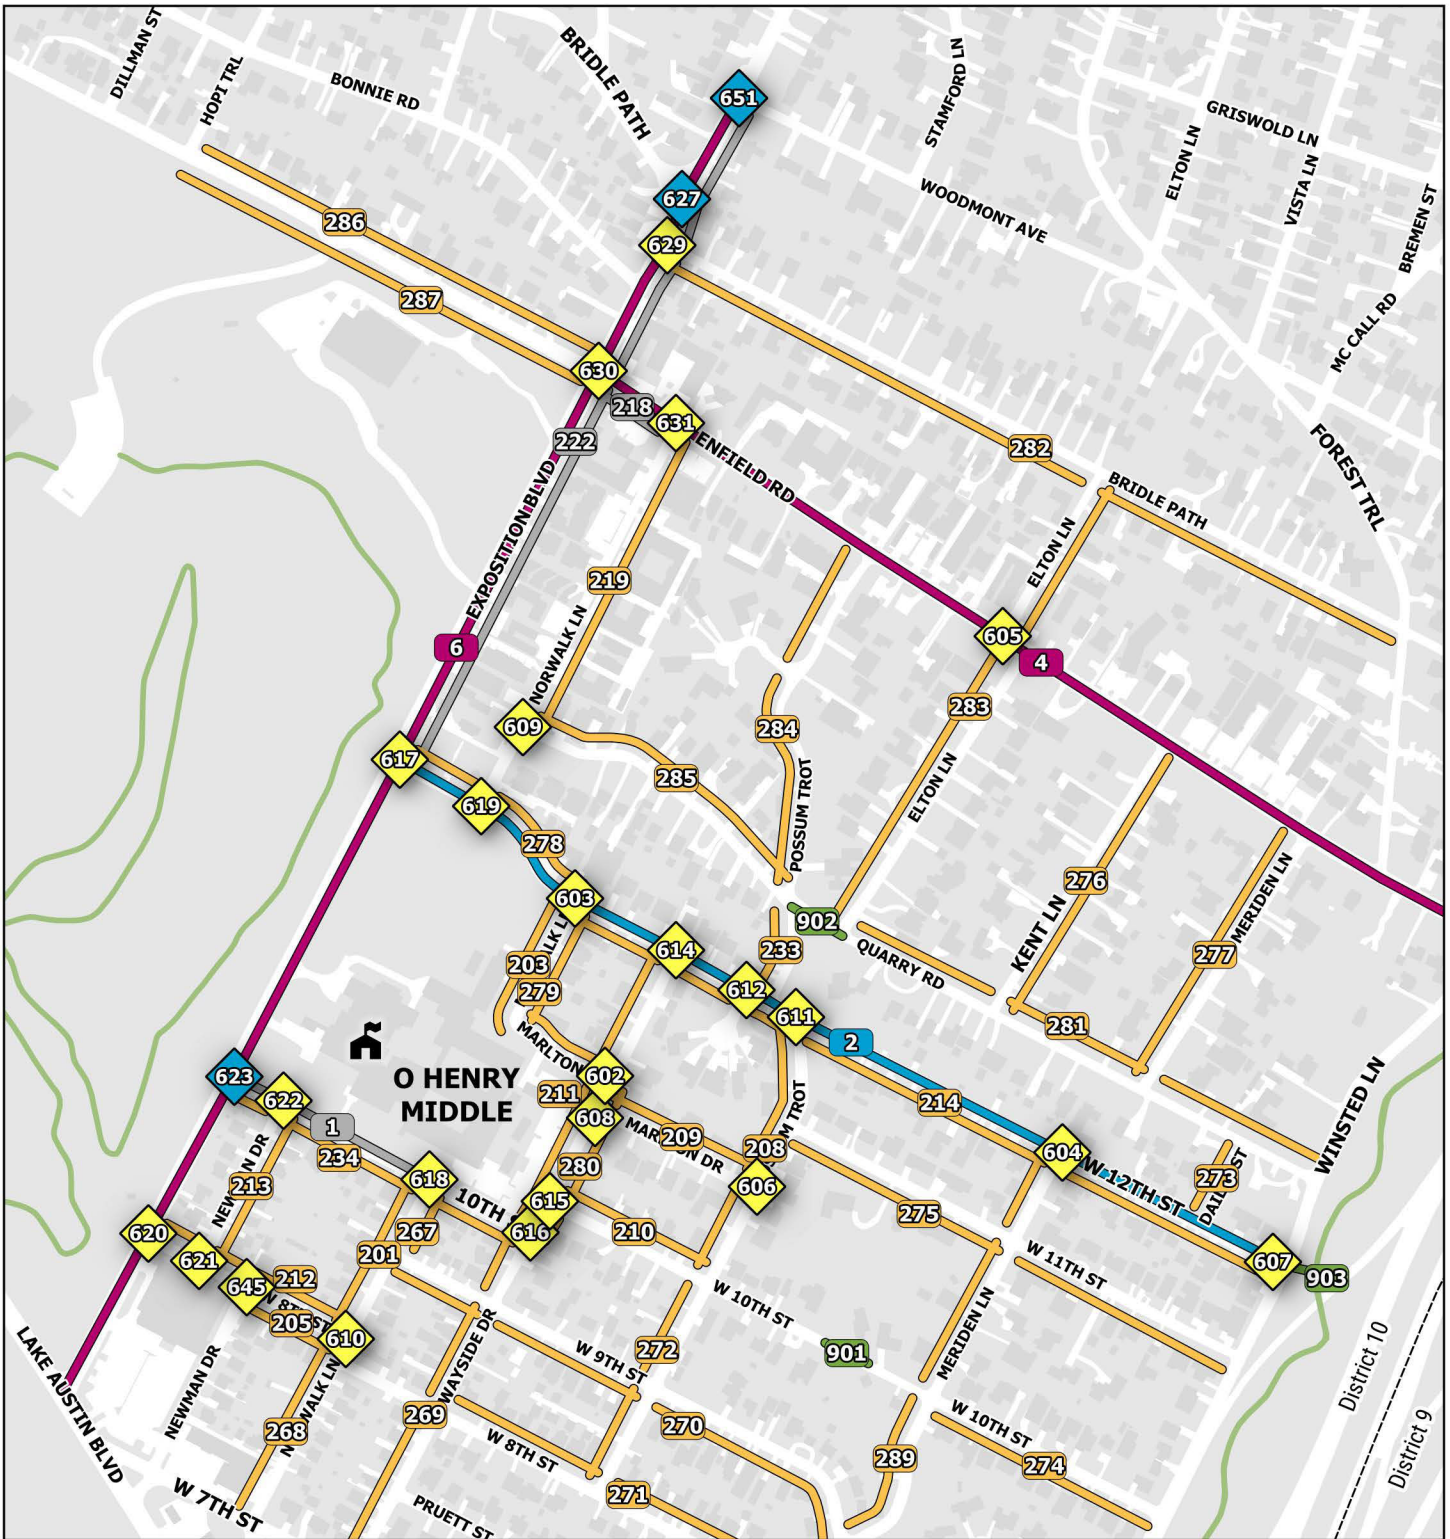 DILLMAN ST
HOPI TRL
BONNIE RD
BRIDLE PATH
651
STAMFORD LN
GRISWOLD LN
ELTON LN
VISTA LN
BREMEN ST
WOODMONT AVE
627
629
286
287
MC CALL RD
630
218
631
222
ENFIELD RD
282
FOREST TRL
BRIDLE PATH
EXPOSITION BLVD
219
ELTON LN
NORWALK LN
6
605
4
283
609
284
617
285
ELTON LN
POSSUM TROT
619
278
276
603
902
KENT LN
MERIDEN LN
277
614
233
QUARRY RD
203
279
612
611
2
281
MARLTON
O HENRY
MIDDLE
623
622
602
211
608
1
234
214
209
208
604
WINSTED LN
W 12TH ST
273
213
618
280
606
615
10TH
616
210
275
620
621
267
201
W 11TH ST
607
903
645
212
205
610
W 10TH ST
MERIDEN LN
WAYSIDE DR
W 9TH ST
272
901
LAKE AUSTIN BLVD
NEWMAN DR
268
269
270
W 8TH ST
W 10TH ST
289
274
271
W 7TH ST
PRUETT ST
District 10
District 9